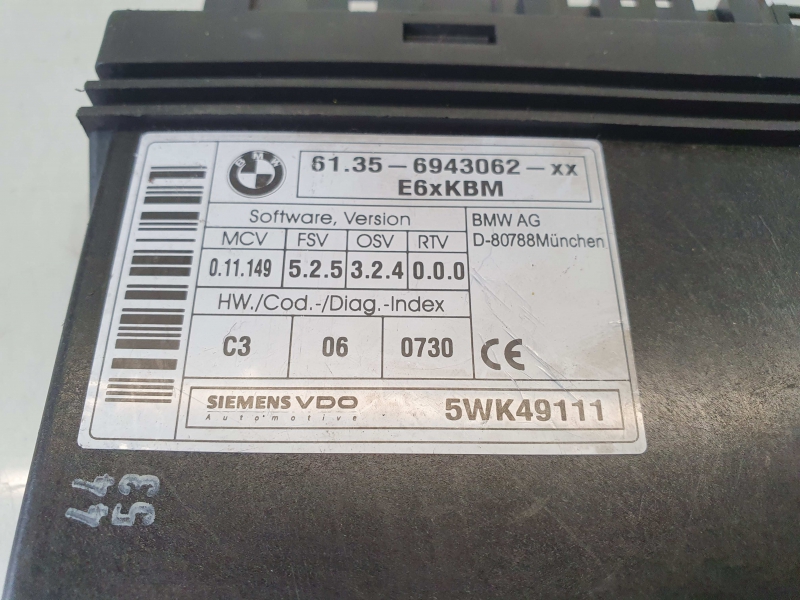 BMW
61.35 - 6943062 - xx
E6xKBM
Software, Version
MCV FSV OSV RTV
0.11.149 5.2.5 3.2.4 0.0.0
BMW AG
D-80788München
HW./Cod.-/Diag.-Index
C3 06 0730
CE
SIEMENS VDO
Automotive
5WK49111
44
53